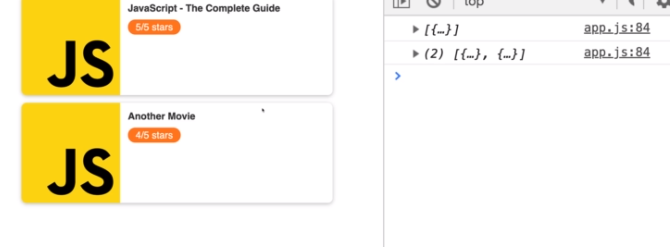 JavaScript - The Complete Guide
5/5 stars
JS
Another Movie
4/5 stars
JS
top
[{…}]
app.js:84
(2) [{…}, {…}]
app.js:84